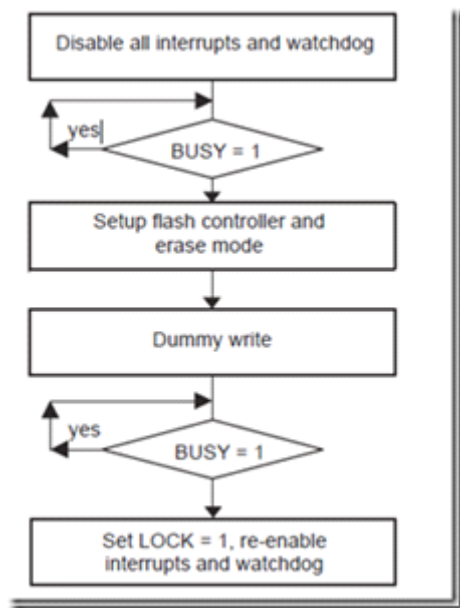 Disable all interrupts and watchdog
yes
BUSY = 1
Setup flash controller and
erase mode
Dummy write
yes
BUSY = 1
Set LOCK = 1, re-enable
interrupts and watchdog